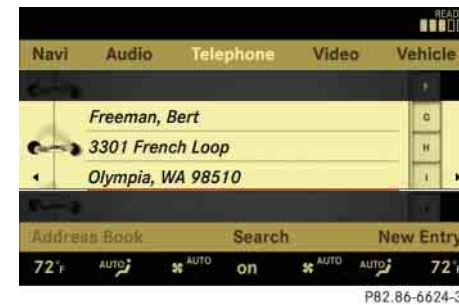 READ
Navi Audio Telephone Video Vehicle
F
Freeman, Bert
G
3301 French Loop
H
Olympia, WA 98510
I
Address Book Search New Entry
72°F AUTO AUTO on AUTO AUTO 72°
P82.86-6624-3